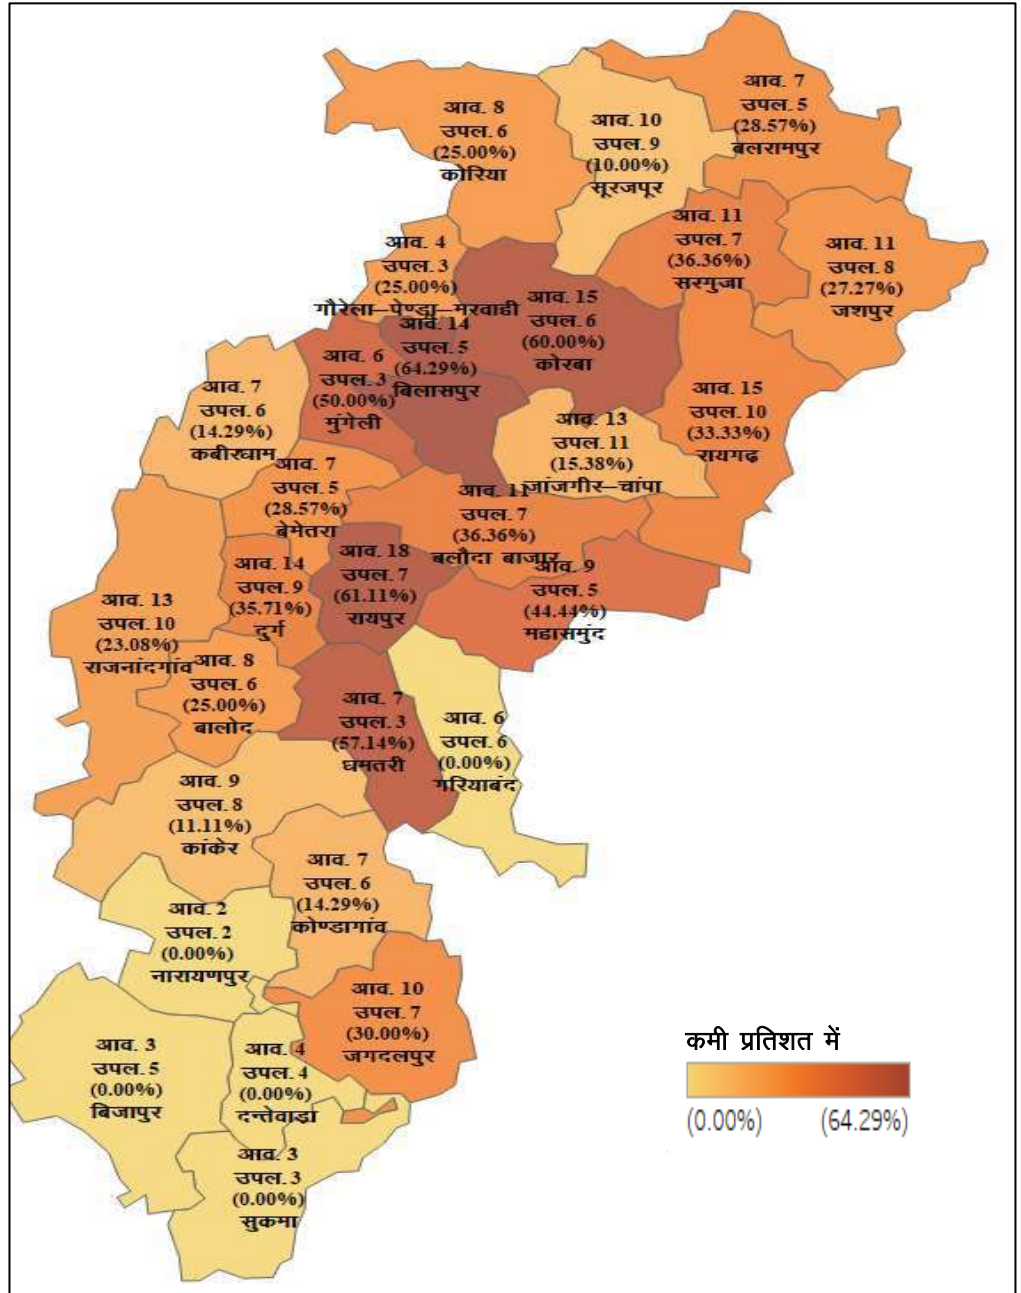 आव. 7
उपल. 5
(28.57%)
बलरामपुर
आव. 8
उपल. 6
(25.00%)
कोरिया
आव. 10
उपल. 9
(10.00%)
सूरजपूर
आव. 11
उपल. 7
(36.36%)
सरगुजा
आव. 11
उपल. 8
(27.27%)
जशपुर
आव. 4
उपल. 3
(25.00%)
गौरेला–पेण्ड्रा–मरवाही
आव. 15
उपल. 6
(60.00%)
कोरबा
आव. 14
उपल. 5
(64.29%)
बिलासपुर
आव. 6
उपल. 3
(50.00%)
मुंगेली
आव. 7
उपल. 6
(14.29%)
कबीरधाम
आव. 15
उपल. 10
(33.33%)
रायगढ़
आव. 13
उपल. 11
(15.38%)
जांजगीर–चांपा
आव. 7
उपल. 5
(28.57%)
बेमेतरा
आव. 11
उपल. 7
(36.36%)
बलौदा बाजार
आव. 18
उपल. 7
(61.11%)
रायपुर
आव. 14
उपल. 9
(35.71%)
दुर्ग
आव. 9
उपल. 5
(44.44%)
महासमुंद
आव. 13
उपल. 10
(23.08%)
राजनांदगांव
आव. 8
उपल. 6
(25.00%)
बालोद
आव. 7
उपल. 3
(57.14%)
धमतरी
आव. 6
उपल. 6
(0.00%)
गरियाबंद
आव. 9
उपल. 8
(11.11%)
कांकेर
आव. 7
उपल. 6
(14.29%)
कोण्डागांव
आव. 2
उपल. 2
(0.00%)
नारायणपुर
आव. 10
उपल. 7
(30.00%)
जगदलपुर
आव. 3
उपल. 5
(0.00%)
बिजापुर
आव. 4
उपल. 4
(0.00%)
दन्तेवाड़ा
आव. 3
उपल. 3
(0.00%)
सुकमा
कमी प्रतिशत में
(0.00%) (64.29%)